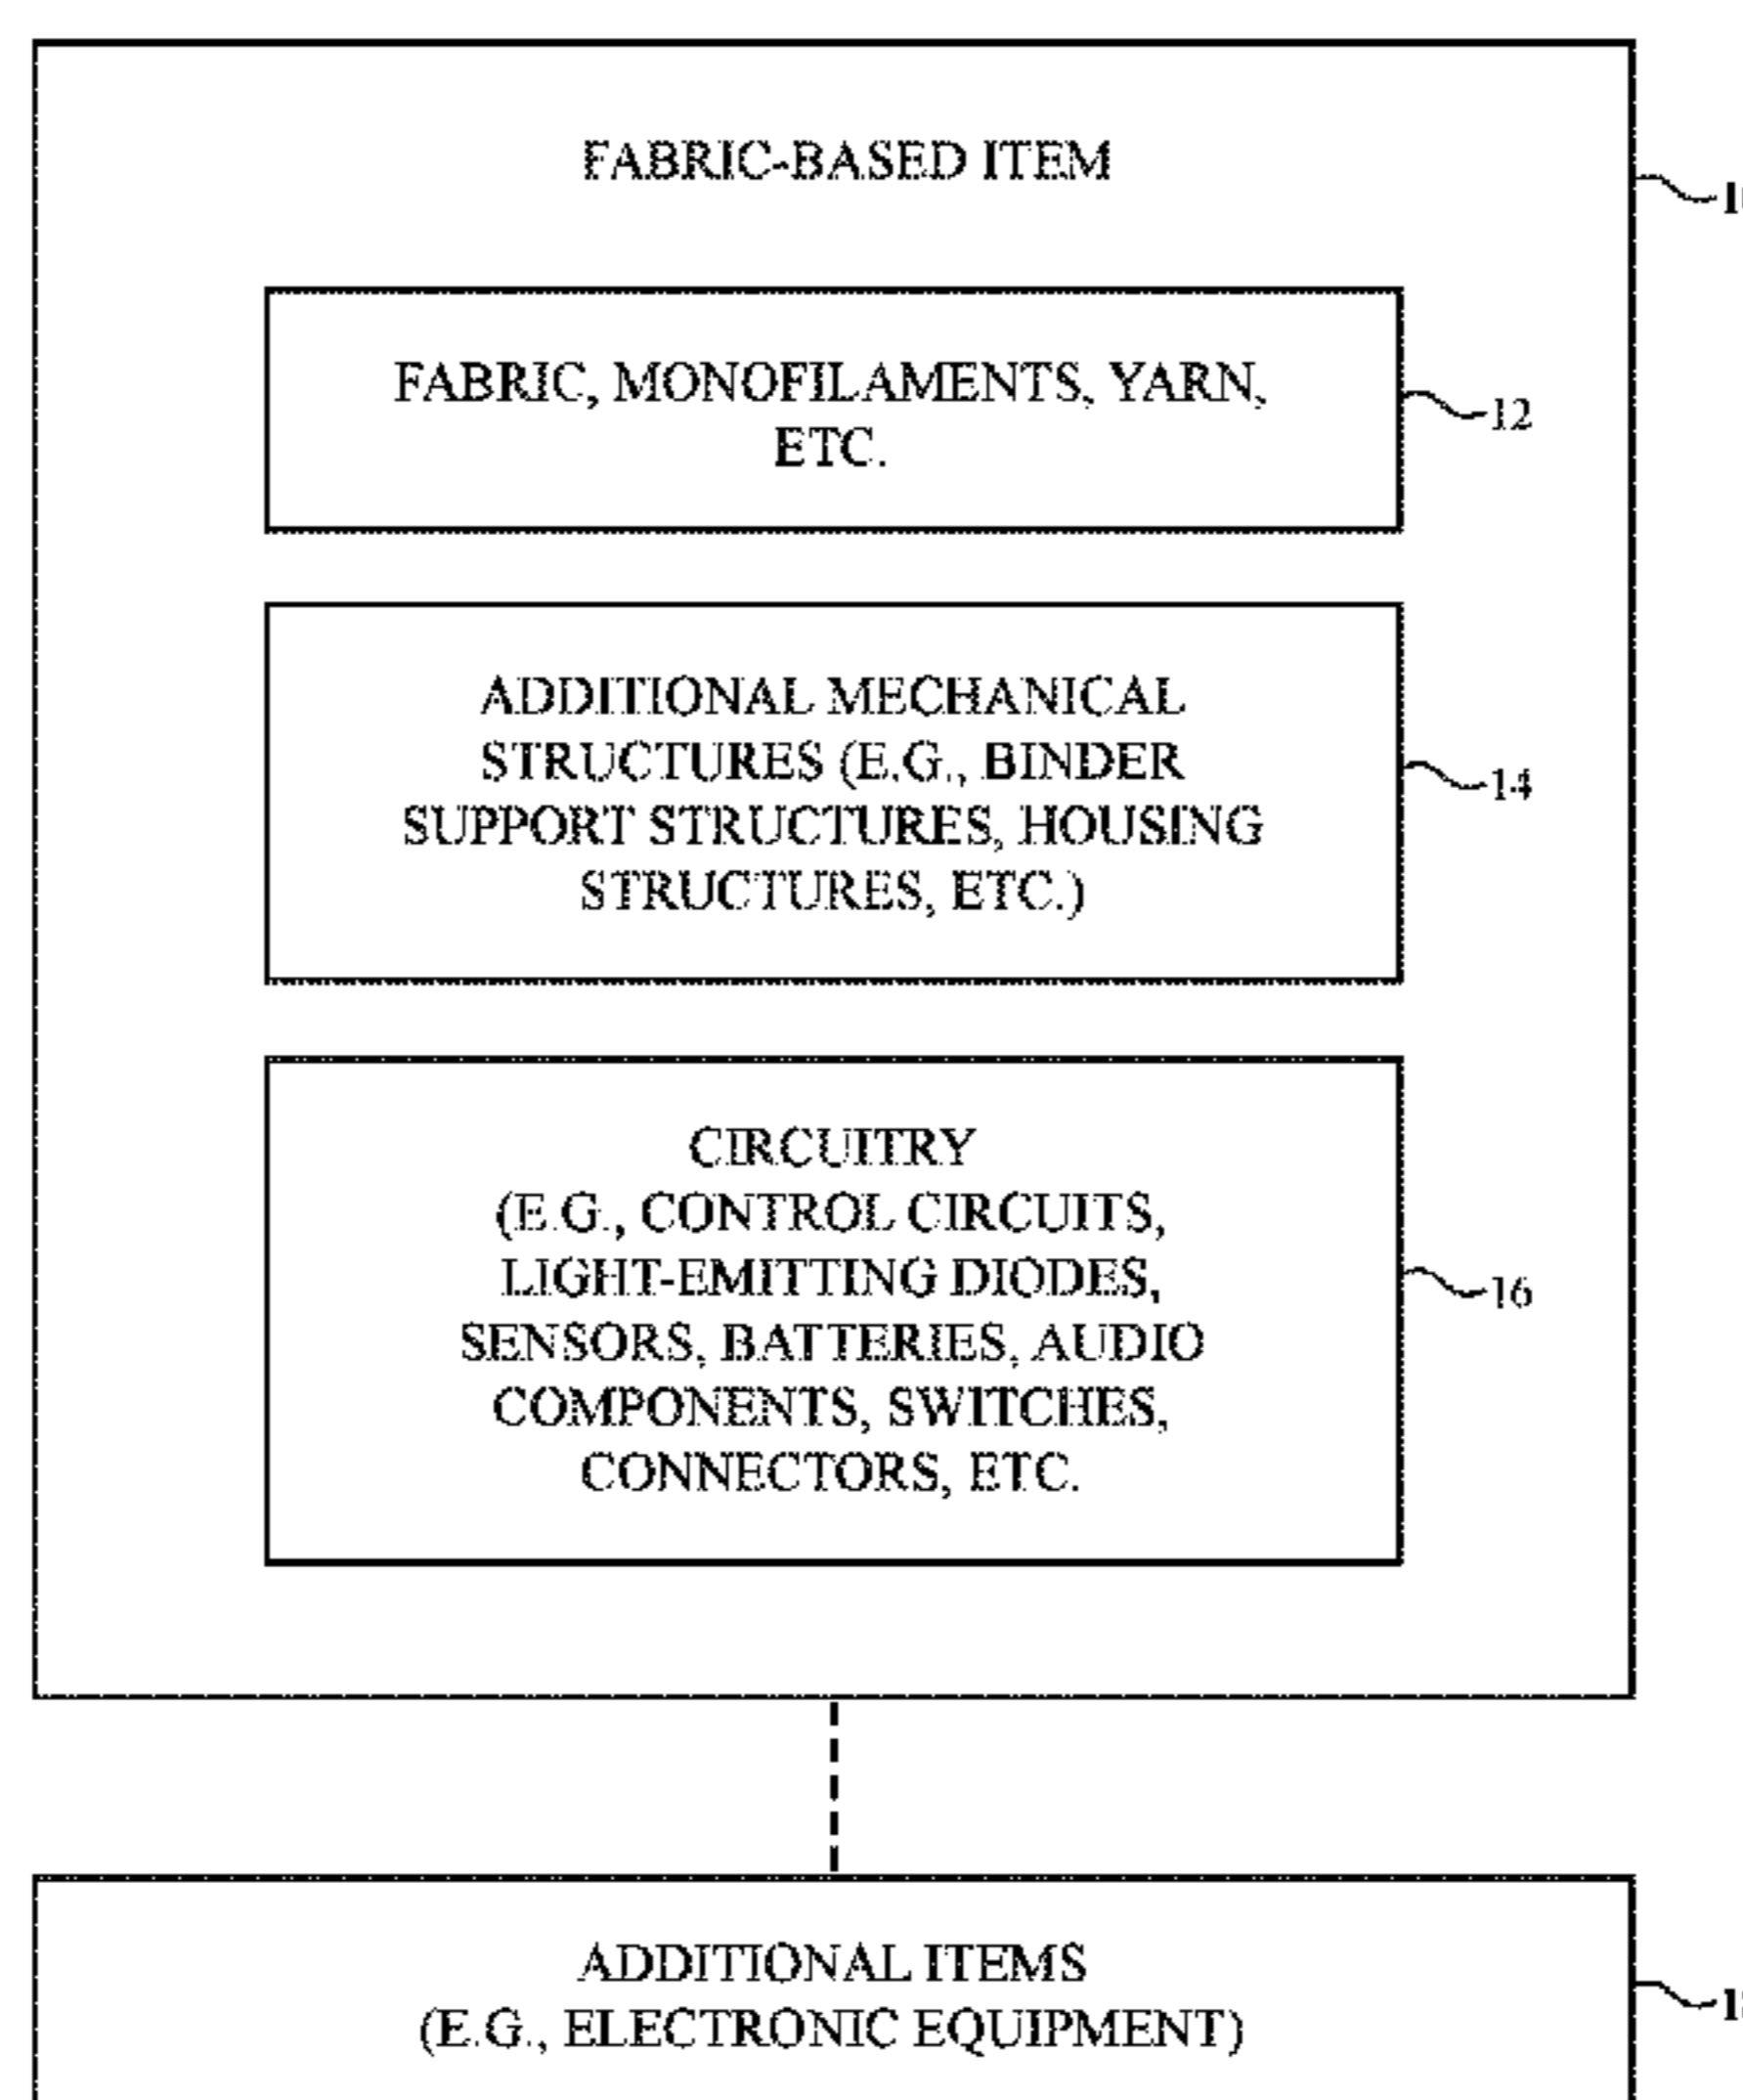 FABRIC-BASED ITEM
FABRIC, MONOFILAMENTS, YARN,
ETC.
12
ADDITIONAL MECHANICAL
STRUCTURES (E.G., BINDER
SUPPORT STRUCTURES, HOUSING
STRUCTURES, ETC.)
14
CIRCUITRY
(E.G., CONTROL CIRCUITS,
LIGHT-EMITTING DIODES,
SENSORS, BATTERIES, AUDIO
COMPONENTS, SWITCHES,
CONNECTORS, ETC.
16
ADDITIONAL ITEMS
(E.G., ELECTRONIC EQUIPMENT)